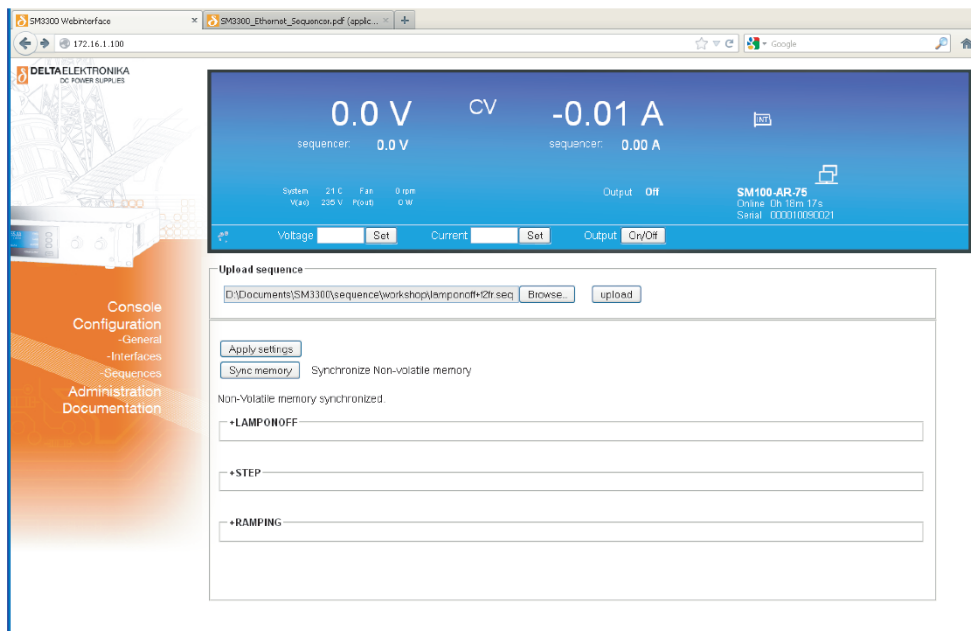 SM3300 Webinterface × SM3300_Ethernet_Sequencer.pdf (applic... × +
172.16.1.100 Google
DELTAELEKTRONIKA
DC POWER SUPPLIES
0.0 V CV -0.01 A INT
sequencer: 0.0 V sequencer: 0.00 A
System 21 C Fan 0 rpm Output Off SM100-AR-75
V(ac) 235 V P(out) 0 W Online 0h 18m 17s
Serial 000010090021
Voltage Set Current Set Output On/Off
Upload sequence
D:\Documents\SM3300\sequence\workshop\lamponoff+t2fr.seq Browse... upload
Console
Configuration
-General
-Interfaces
-Sequences
Administration
Documentation
Apply settings
Sync memory Synchronize Non-volatile memory
Non-Volatile memory synchronized.
+LAMPONOFF
+STEP
+RAMPING